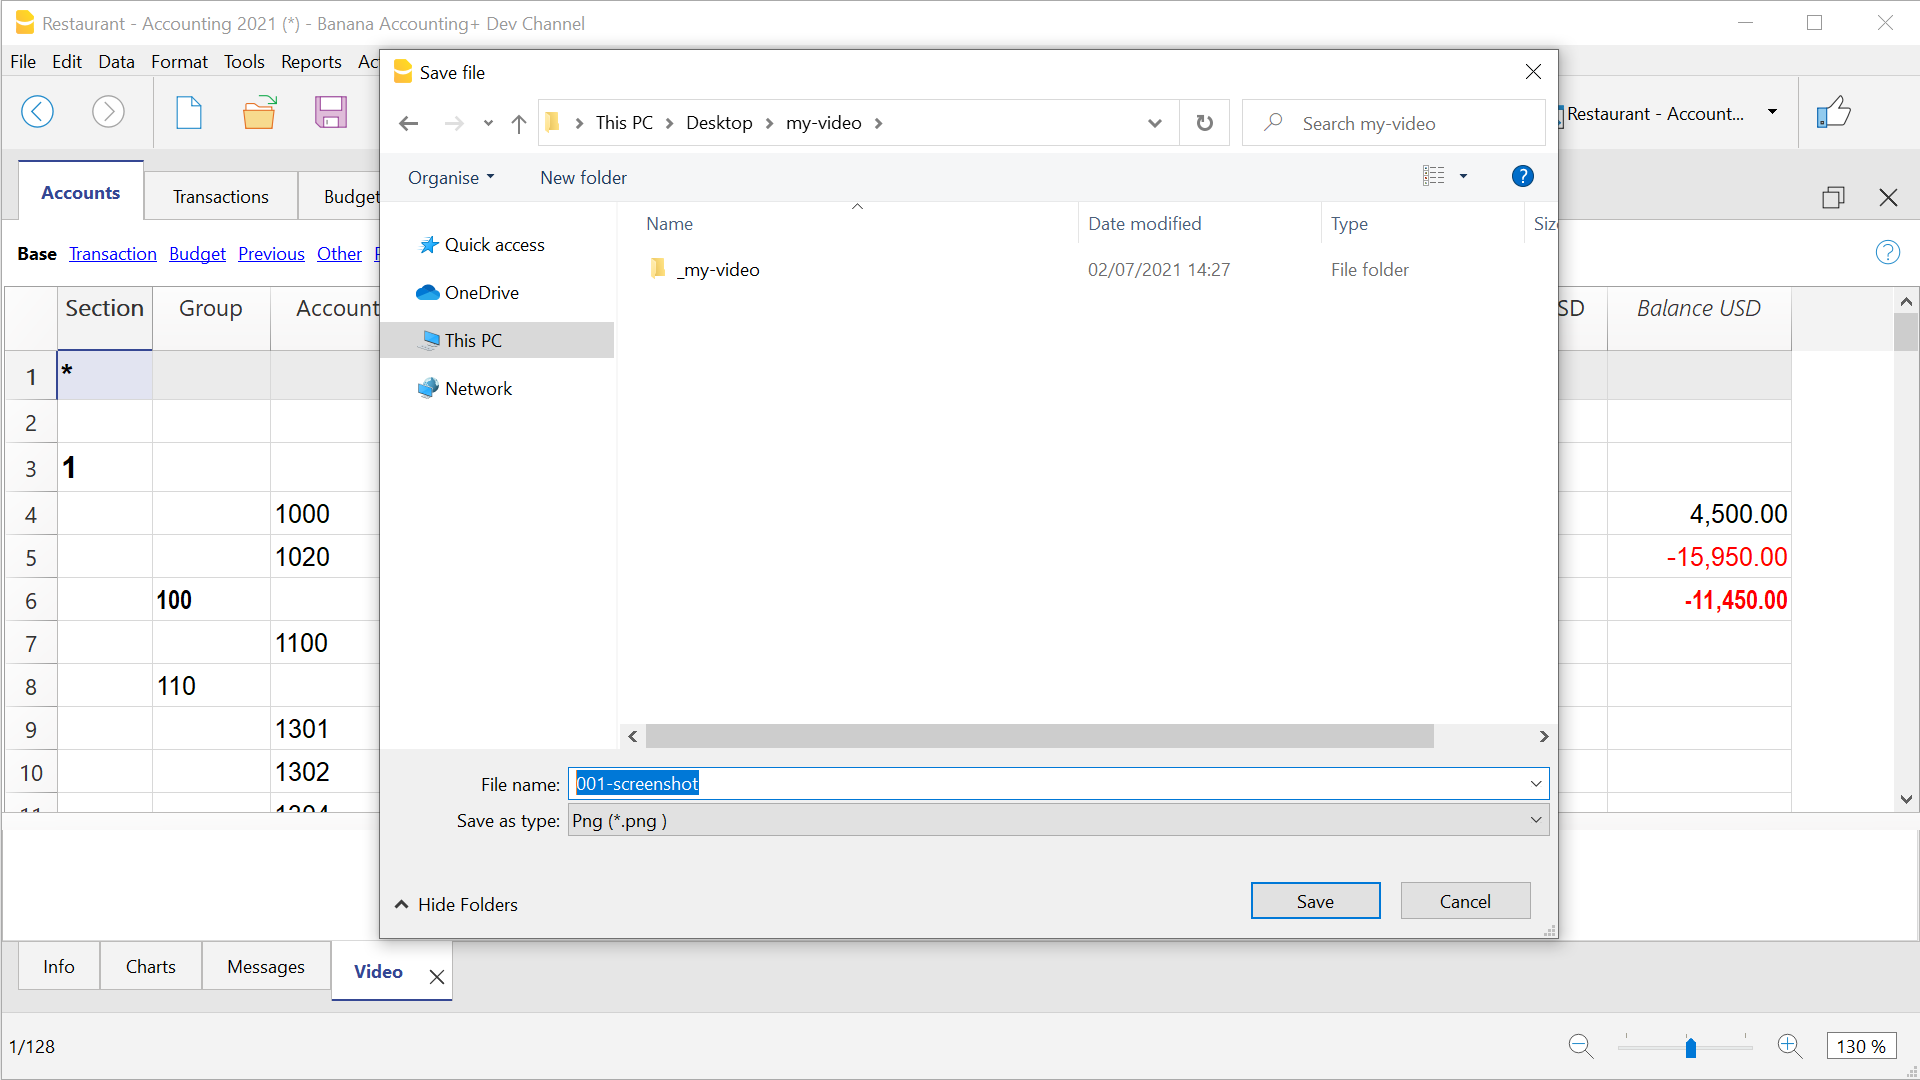 Restaurant - Accounting 2021 (*) - Banana Accounting+ Dev Channel
File Edit Data Format Tools Reports
Save file
This PC Desktop my-video
Search my-video
Restaurant - Account...
Organise New folder
Accounts Transactions Budget
Name Date modified Type
Quick access
Base Transaction Budget Previous Other
_my-video 02/07/2021 14:27 File folder
OneDrive
Section Group Account Balance USD
This PC
1 *
Network
2
3 1
4 1000 4,500.00
5 1020 -15,950.00
6 100 -11,450.00
7 1100
8 110
9 1301
10 1302
File name: 001-screenshot
Save as type: Png (*.png )
Hide Folders Save Cancel
Info Charts Messages Video
1/128 130 %